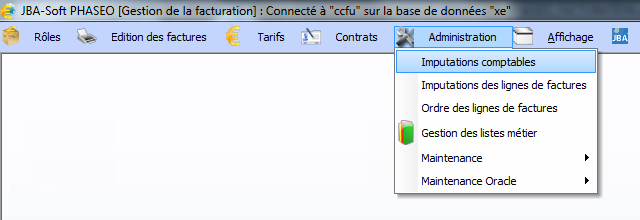 JBA-Soft PHASEO [Gestion de la facturation] : Connecté à "ccfu" sur la base de données "xe"
Rôles Edition des factures Tarifs Contrats Administration Affichage JBA
Imputations comptables
Imputations des lignes de factures
Ordre des lignes de factures
Gestion des listes métier
Maintenance
Maintenance Oracle